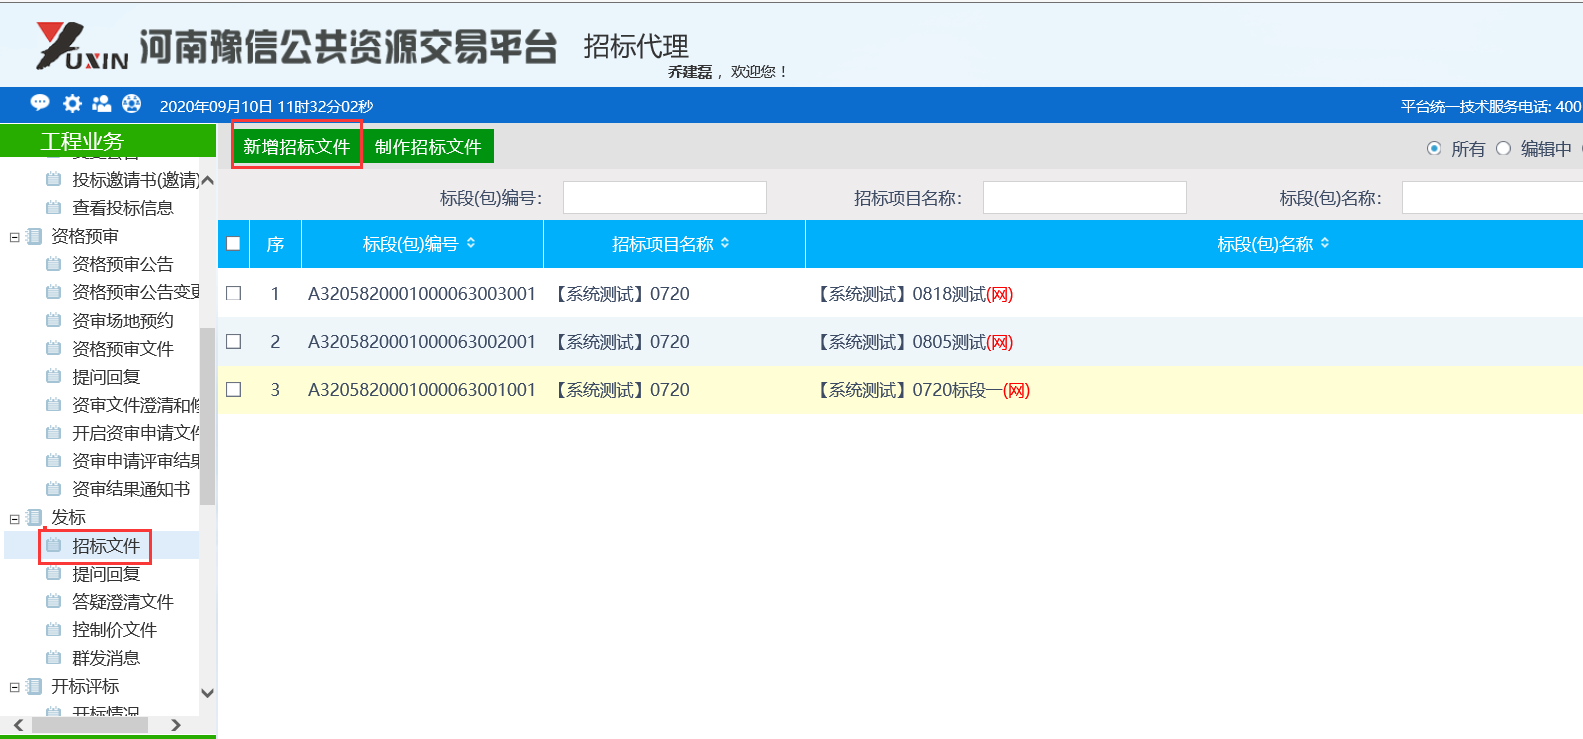 YUXIN 河南豫信公共资源交易平台 招标代理
乔建磊 ，欢迎您！
2020年09月10日 11时32分02秒
平台统一技术服务电话: 400
工程业务
新增招标文件 制作招标文件
所有 编辑中
投标邀请书(邀请)
查看投标信息
资格预审
资格预审公告
资格预审公告变更
资审场地预约
资格预审文件
提问回复
资审文件澄清和修
开启资审申请文件
资审申请评审结果
资审结果通知书
发标
招标文件
提问回复
答疑澄清文件
控制价文件
群发消息
开标评标
开标情况
标段(包)编号： 招标项目名称： 标段(包)名称：
序 标段(包)编号 招标项目名称 标段(包)名称
1 A3205820001000063003001 【系统测试】0720 【系统测试】0818测试(网)
2 A3205820001000063002001 【系统测试】0720 【系统测试】0805测试(网)
3 A3205820001000063001001 【系统测试】0720 【系统测试】0720标段一(网)